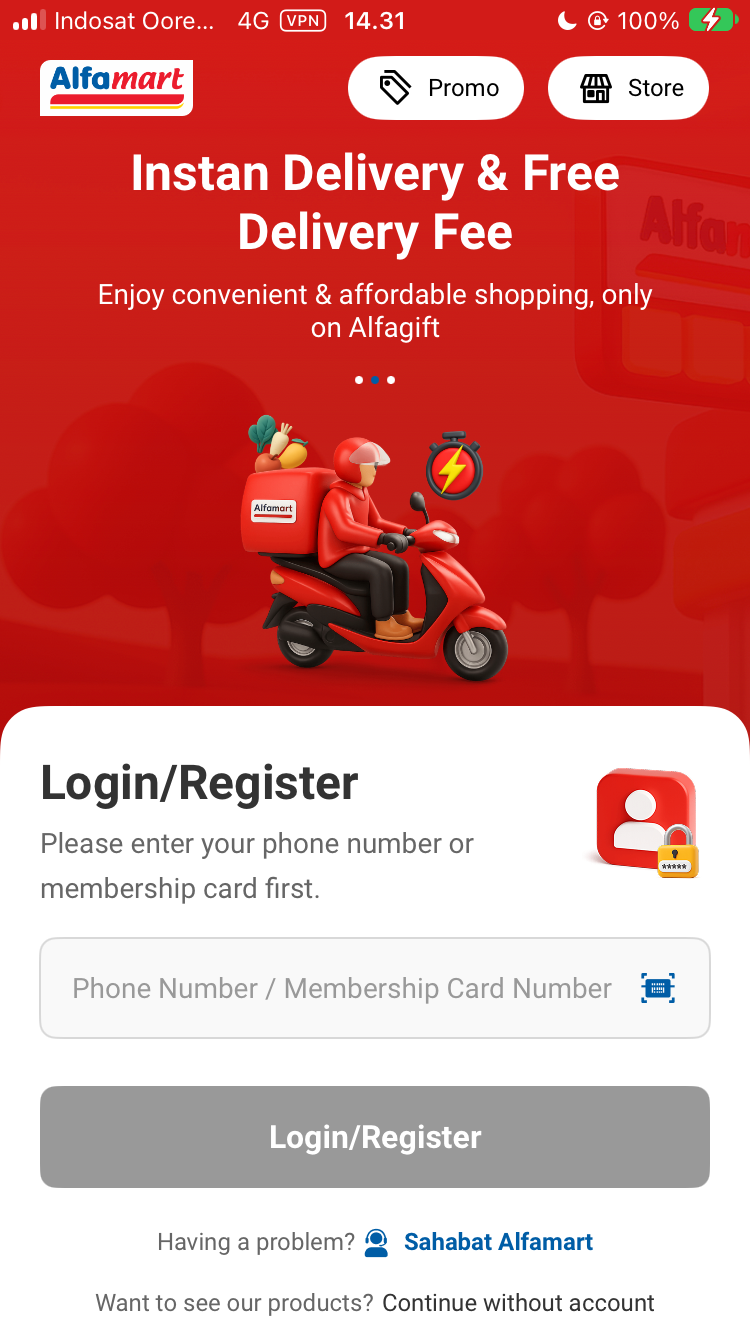 Indosat Oore... 4G VPN 14.31 100%
Alfamart
Promo
Store
Instan Delivery & Free
Delivery Fee
Enjoy convenient & affordable shopping, only
on Alfagift
Alfamart
Login/Register
Please enter your phone number or
membership card first.
*****
Phone Number / Membership Card Number
Login/Register
Having a problem? Sahabat Alfamart
Want to see our products? Continue without account